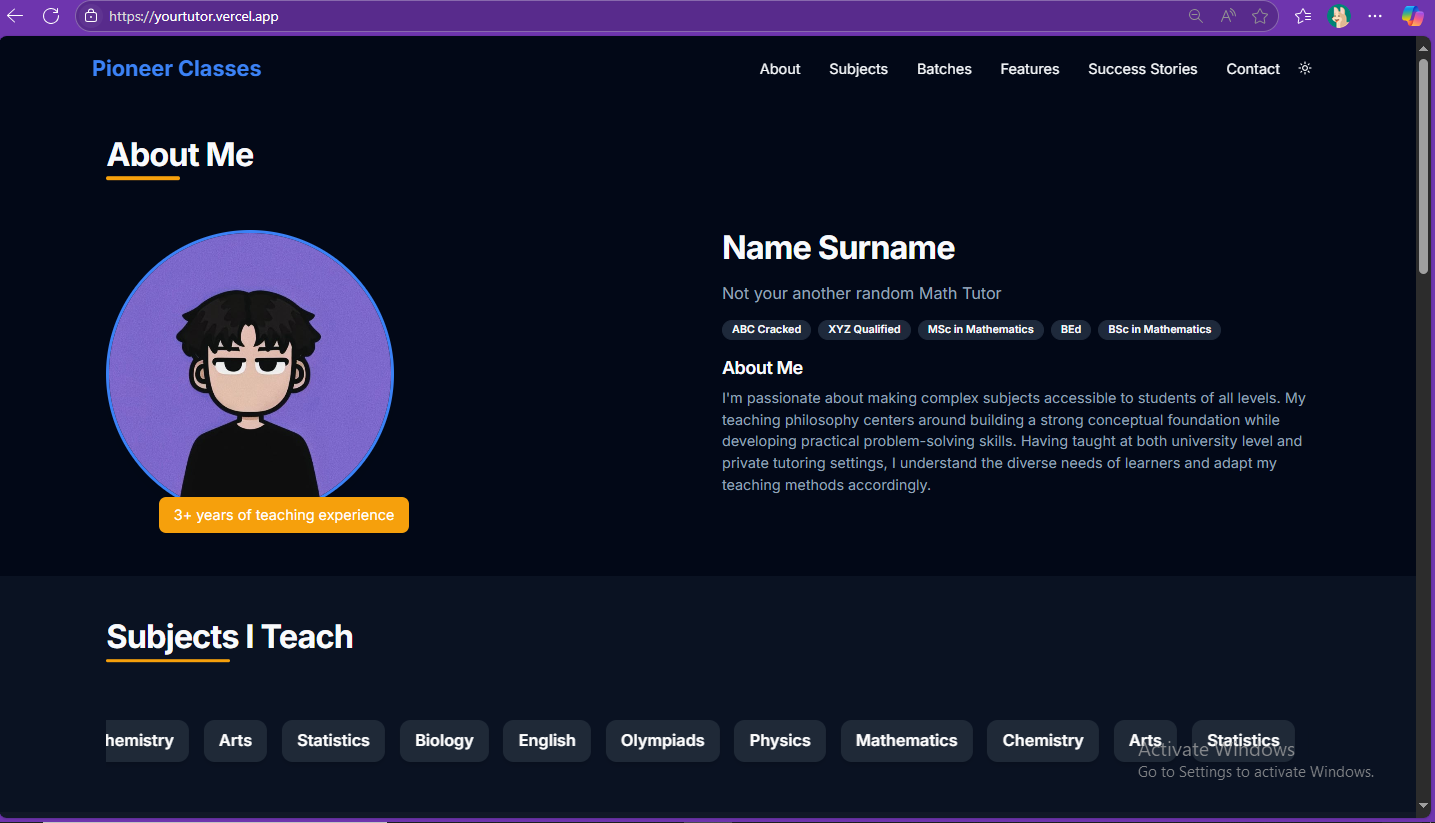 https://yourtutor.vercel.app
Pioneer Classes
About Subjects Batches Features Success Stories Contact
About Me
Name Surname
Not your another random Math Tutor
ABC Cracked XYZ Qualified MSc in Mathematics BEd BSc in Mathematics
About Me
I'm passionate about making complex subjects accessible to students of all levels. My
teaching philosophy centers around building a strong conceptual foundation while
developing practical problem-solving skills. Having taught at both university level and
private tutoring settings, I understand the diverse needs of learners and adapt my
teaching methods accordingly.
3+ years of teaching experience
Subjects I Teach
hemistry Arts Statistics Biology English Olympiads Physics Mathematics Chemistry Arts Statistics
Activate Windows
Go to Settings to activate Windows.